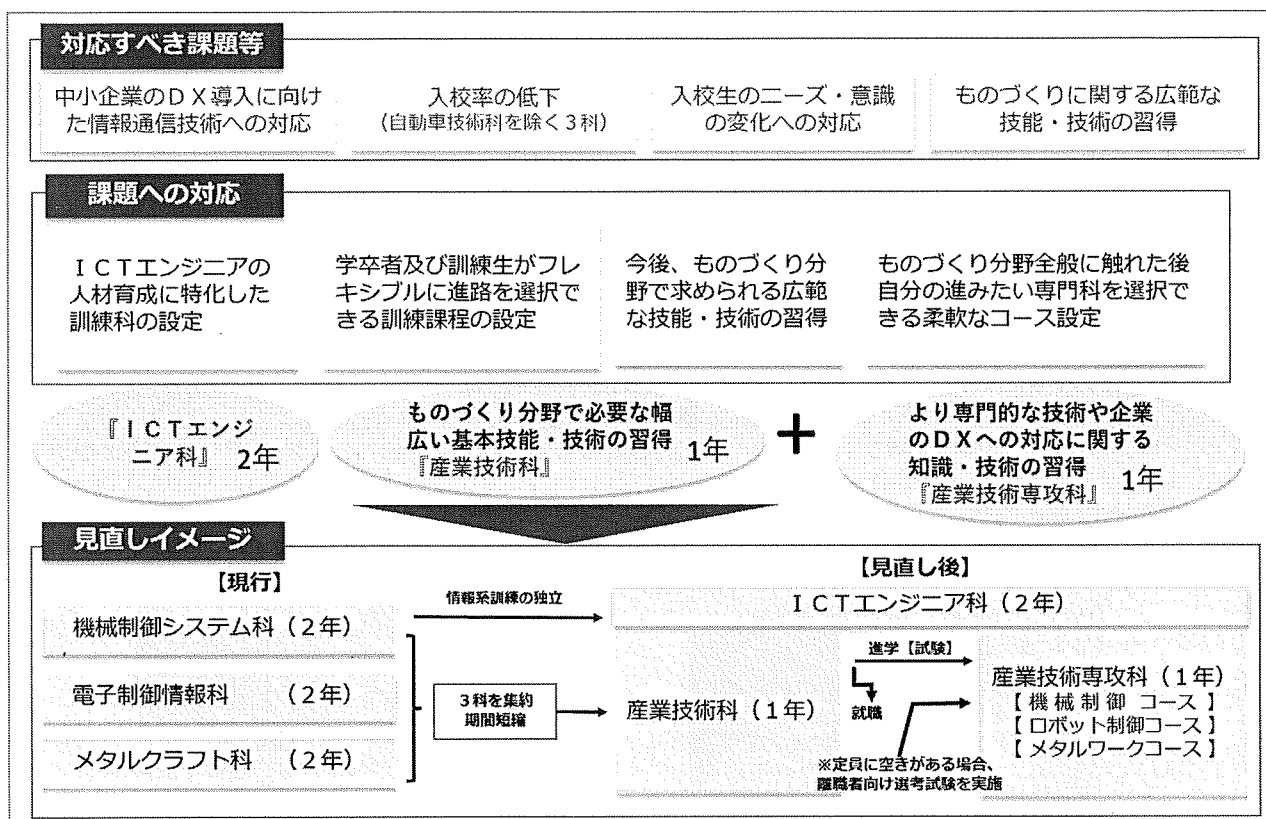 対応すべき課題等
中小企業のＤＸ導入に向け
た情報通信技術への対応
入校率の低下
(自動車技術科を除く３科)
入校生のニーズ・意識
の変化への対応
ものづくりに関する広範な
技能・技術の習得
課題への対応
ＩＣＴエンジニアの
人材育成に特化した
訓練科の設定
学卒者及び訓練生がフレ
キシブルに進路を選択で
きる訓練課程の設定
今後、ものづくり分
野で求められる広範
な技能・技術の習得
ものづくり分野全般に触れた後
自分の進みたい専門科を選択で
きる柔軟なコース設定
『ＩＣＴエンジ
ニア科』 2年
ものづくり分野で必要な幅
広い基本技能・技術の習得
『産業技術科』 1年
＋
より専門的な技術や企業
のＤＸへの対応に関する
知識・技術の習得
『産業技術専攻科』 1年
見直しイメージ
【現行】
機械制御システム科（２年）
電子制御情報科 （２年）
メタルクラフト科 （２年）
情報系訓練の独立
３科を集約
期間短縮
【見直し後】
ＩＣＴエンジニア科（２年）
産業技術科（１年）
進学【試験】
就職
※定員に空きがある場合、
離職者向け選考試験を実施
産業技術専攻科（１年）
【 機 械 制 御 コース 】
【 ロボット制御コース 】
【 メタルワークコース 】